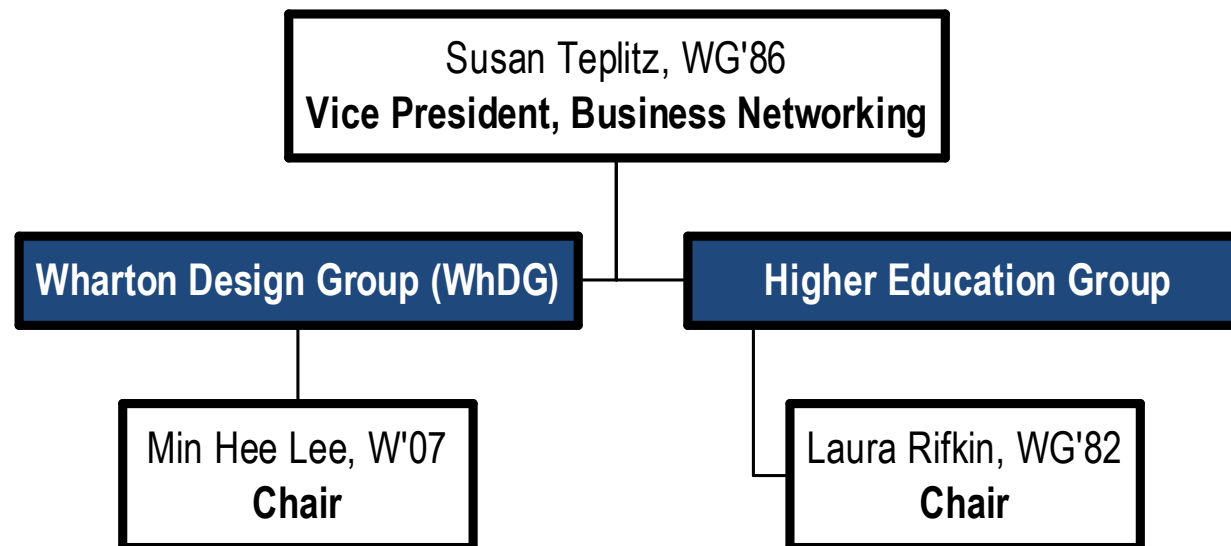 Susan Teplitz, WG'86
Vice President, Business Networking
Wharton Design Group (WhDG)
Higher Education Group
Min Hee Lee, W'07
Chair
Laura Rifkin, WG'82
Chair